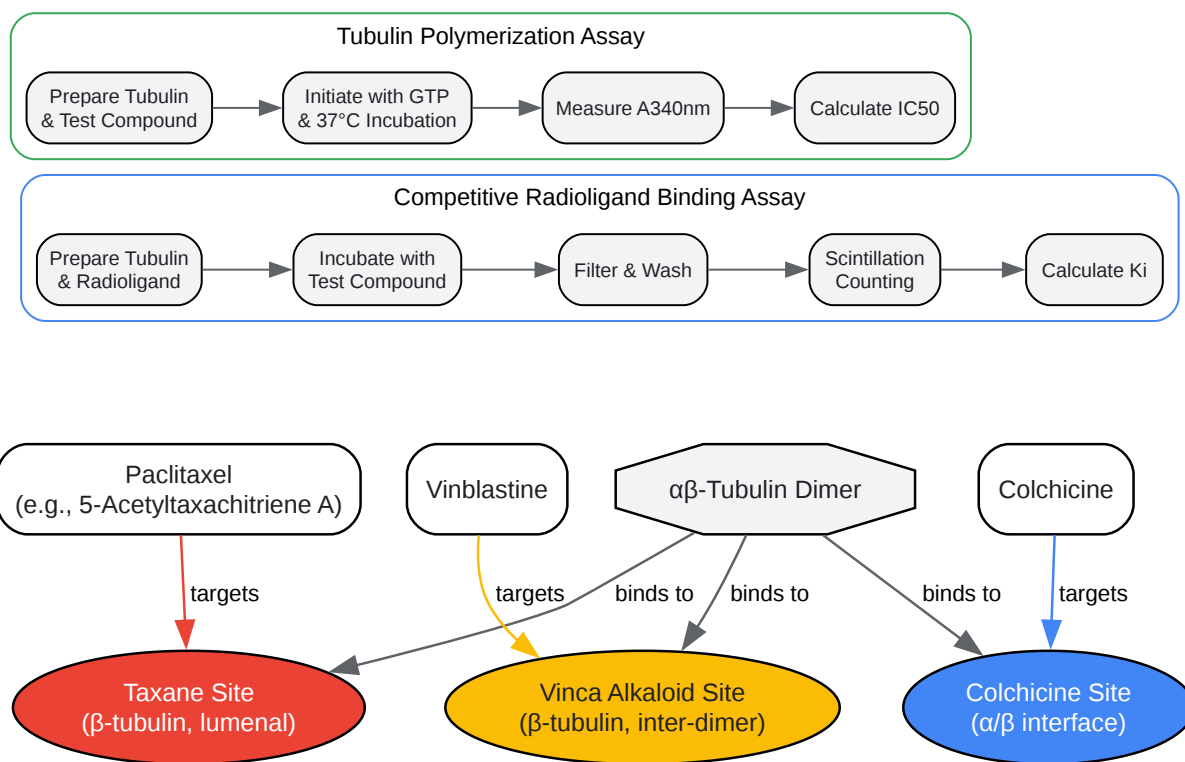 Tubulin Polymerization Assay
Prepare Tubulin
& Test Compound
Initiate with GTP
& 37°C Incubation
Measure A340nm
Calculate IC50
Competitive Radioligand Binding Assay
Prepare Tubulin
& Radioligand
Incubate with
Test Compound
Filter & Wash
Scintillation
Counting
Calculate Ki
Paclitaxel
(e.g., 5-Acetyltaxachitriene A)
Vinblastine
αβ-Tubulin Dimer
Colchicine
targets
targets
binds to
binds to
binds to
targets
Taxane Site
(β-tubulin, lumenal)
Vinca Alkaloid Site
(β-tubulin, inter-dimer)
Colchicine Site
(α/β interface)